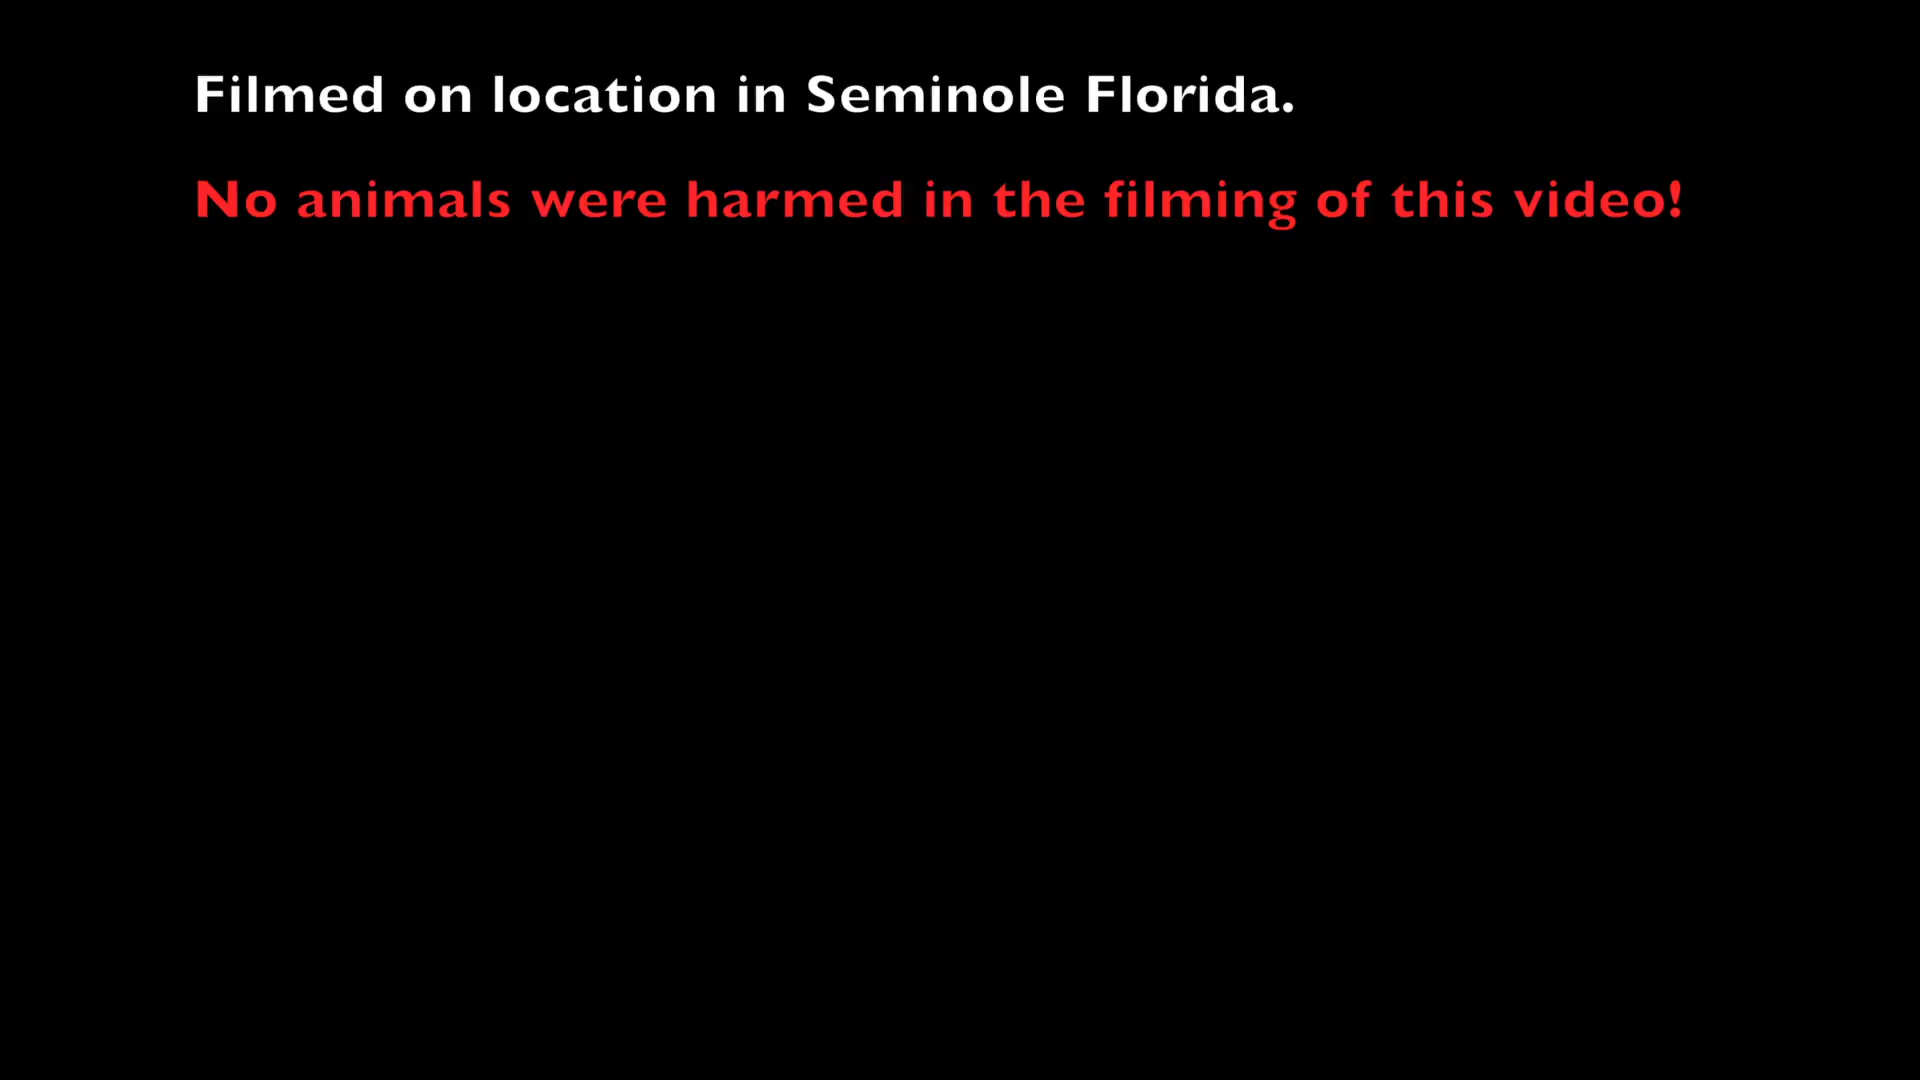 Filmed on location in Seminole Florida.
No animals were harmed in the filming of this video!